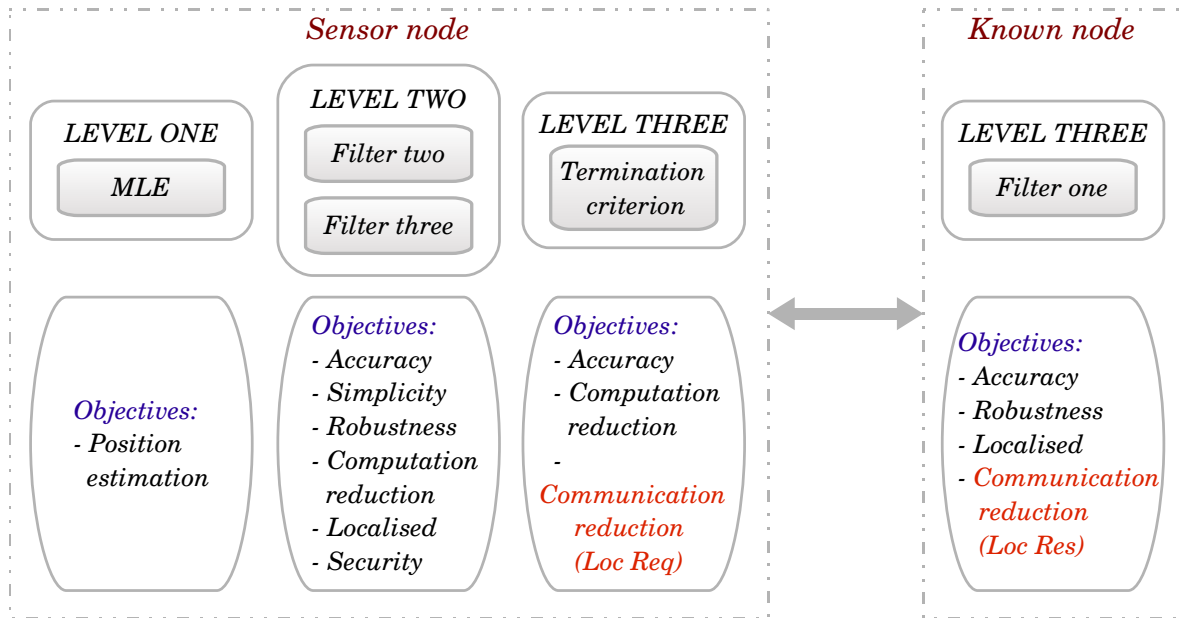 Sensor node
LEVEL ONE
MLE
LEVEL TWO
Filter two
Filter three
LEVEL THREE
Termination
criterion
Objectives:
- Position
estimation
Objectives:
- Accuracy
- Simplicity
- Robustness
- Computation
reduction
- Localised
- Security
Objectives:
- Accuracy
- Computation
reduction
-
Communication
reduction
(Loc Req)
Known node
LEVEL THREE
Filter one
Objectives:
- Accuracy
- Robustness
- Localised
- Communication
reduction
(Loc Res)